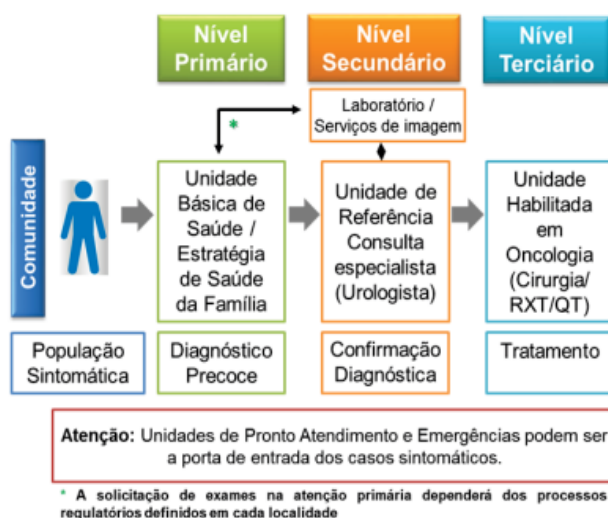 Nível
Primário
Nível
Secundário
Nível
Terciário
*
Laboratório /
Serviços de imagem
Comunidade
Unidade
Básica de
Saúde /
Estratégia
de Saúde
da Família
Unidade de
Referência
Consulta
especialista
(Urologista)
Unidade
Habilitada
em
Oncologia
(Cirurgia/
RXT/QT)
População
Sintomática
Diagnóstico
Precoce
Confirmação
Diagnóstica
Tratamento
Atenção: Unidades de Pronto Atendimento e Emergências podem ser
a porta de entrada dos casos sintomáticos.
* A solicitação de exames na atenção primária dependerá dos processos
regulatórios definidos em cada localidade